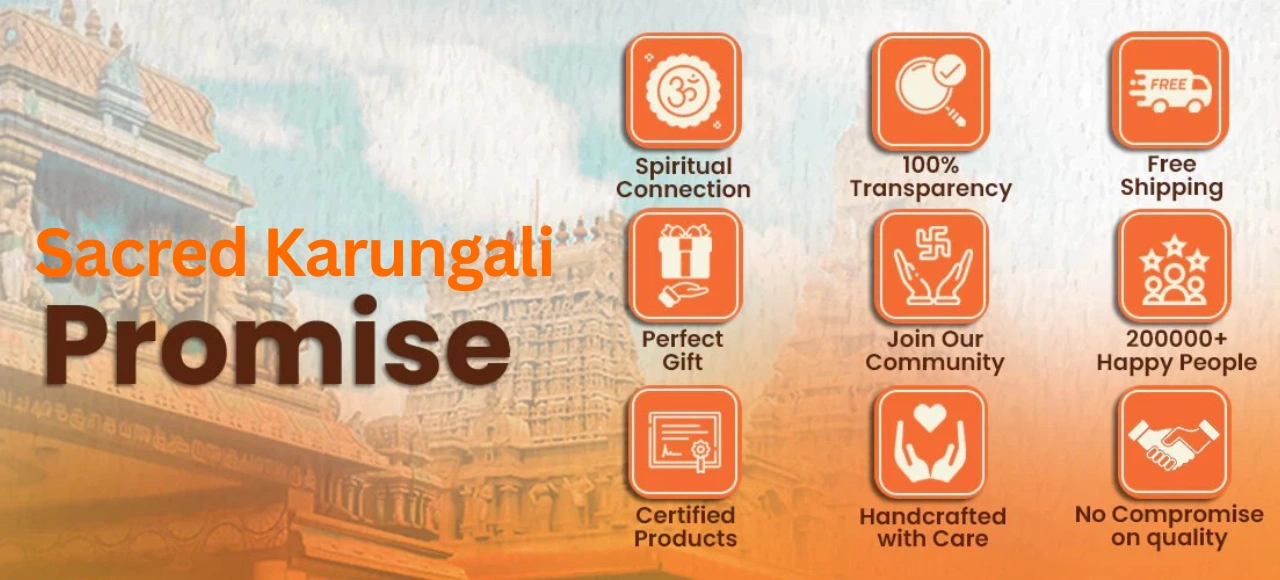 Sacred Karungali
Promise
Spiritual
Connection
100%
Transparency
FREE
Free
Shipping
Perfect
Gift
Join Our
Community
200000+
Happy People
Certified
Products
Handcrafted
with Care
No Compromise
on quality